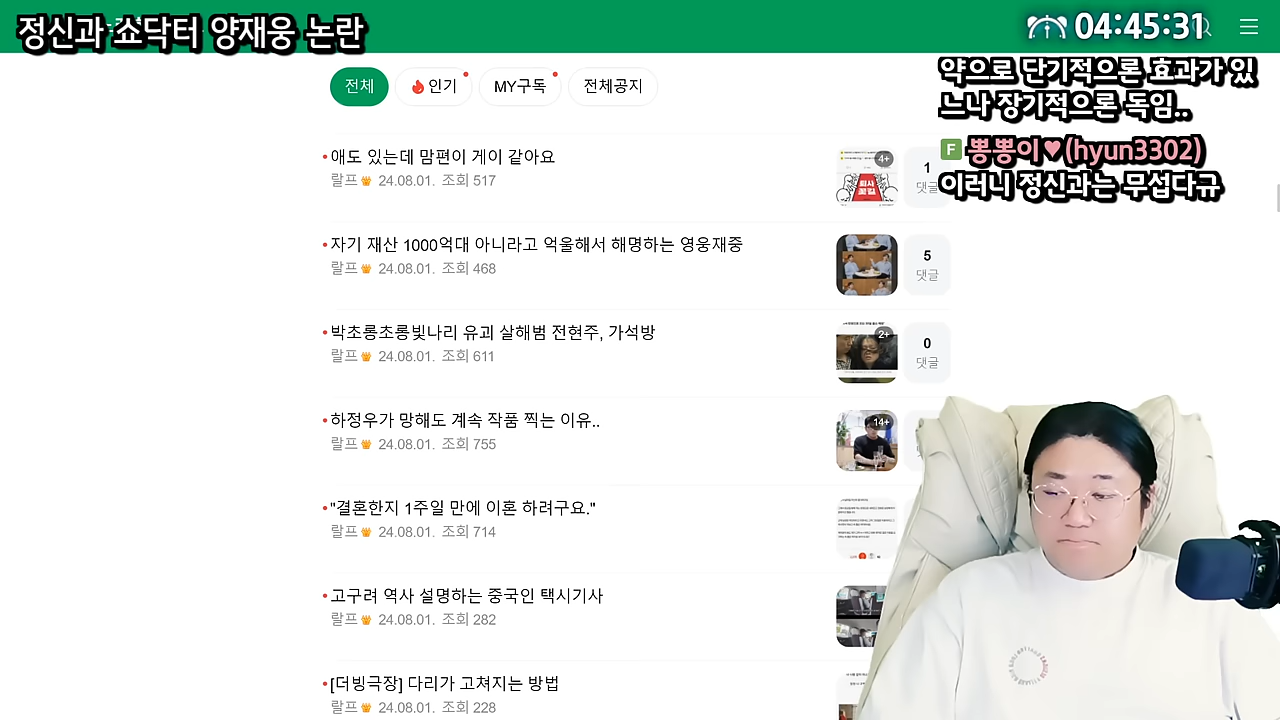 정신과 쇼닥터 양재웅 논란
04:45:31
전체
인기
MY구독
전체공지
약으로 단기적으론 효과가 있
느나 장기적으론 독임..
F 뽕뽕이♥(hyun3302)
이러니 정신과는 무섭다규
애도 있는데 맘편이 게이 같아요
랄프 24.08.01. 조회 517
4+
1
댓글
자기 재산 1000억대 아니라고 억울해서 해명하는 영웅재중
랄프 24.08.01. 조회 468
5
댓글
박초롱초롱빛나리 유괴 살해범 전현주, 가석방
랄프 24.08.01. 조회 611
2+
0
댓글
하정우가 망해도 계속 작품 찍는 이유..
랄프 24.08.01. 조회 755
14+
"결혼한지 1주일 만에 이혼 하려구요."
랄프 24.08.01. 조회 714
고구려 역사 설명하는 중국인 택시기사
랄프 24.08.01. 조회 282
[더빙극장] 다리가 고쳐지는 방법
랄프 24.08.01. 조회 228